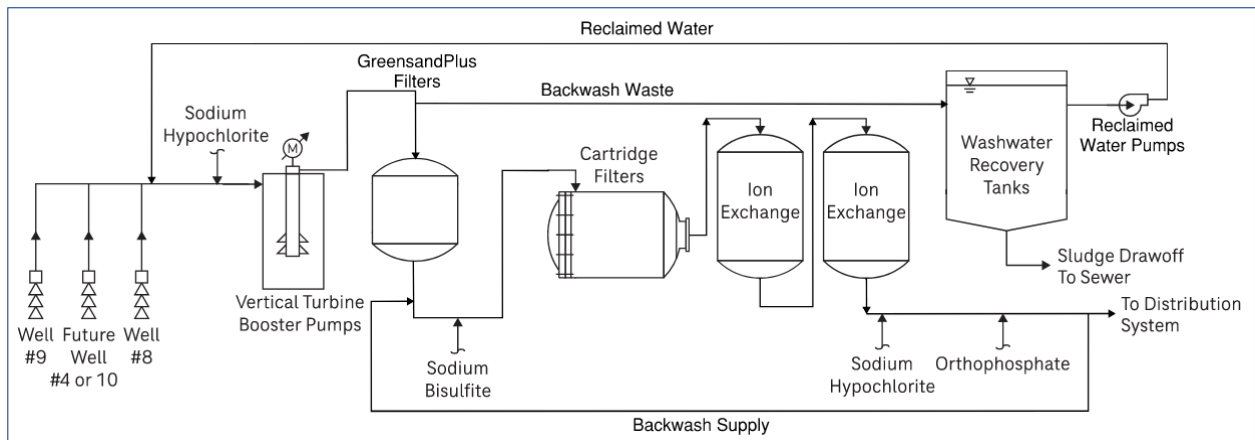 Reclaimed Water
GreensandPlus
Filters
Backwash Waste
Sodium
Hypochlorite
M
Reclaimed
Water Pumps
Washwater
Recovery
Tanks
Cartridge
Filters
Ion
Exchange
Ion
Exchange
Sludge Drawoff
To Sewer
Vertical Turbine
Booster Pumps
To Distribution
System
Well
#9
Future
Well
#4 or 10
Well
#8
Sodium
Bisulfite
Sodium
Hypochlorite
Orthophosphate
Backwash Supply